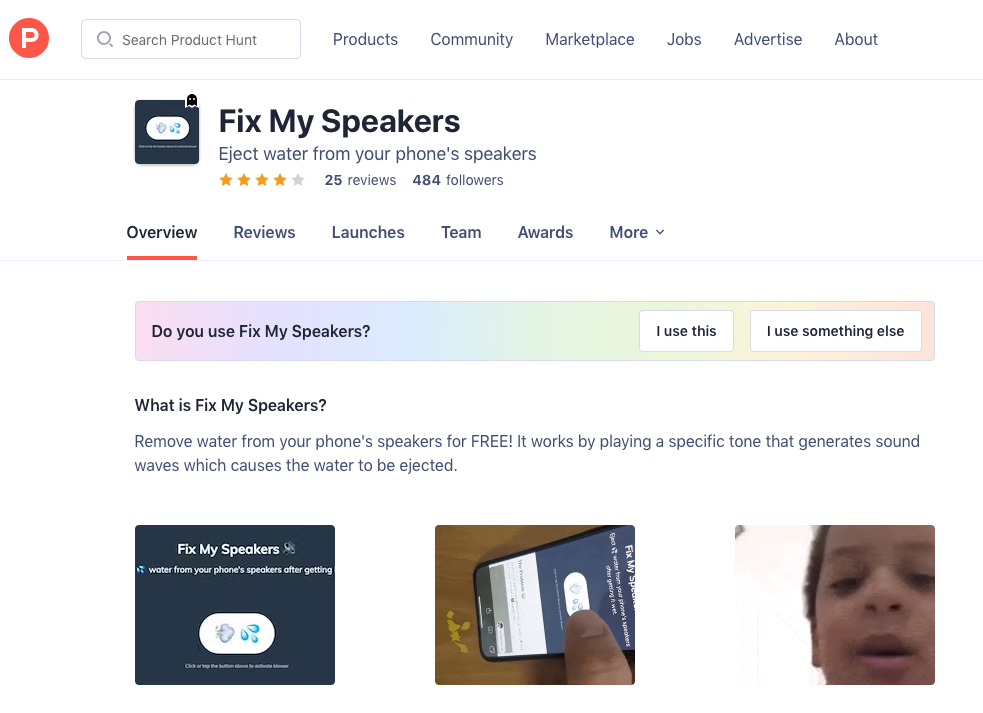 P
Search Product Hunt
Products
Community
Marketplace
Jobs
Advertise
About
Fix My Speakers
Eject water from your phone's speakers
25 reviews
484 followers
Overview
Reviews
Launches
Team
Awards
More
Do you use Fix My Speakers?
I use this
I use something else
What is Fix My Speakers?
Remove water from your phone's speakers for FREE! It works by playing a specific tone that generates sound
waves which causes the water to be ejected.
Fix My Speakers
water from your phone's speakers after getting
Click or tap the button above to activate blower
Fix My Speakers
Eject water from your phone's speakers
after getting it wet.
The Problem